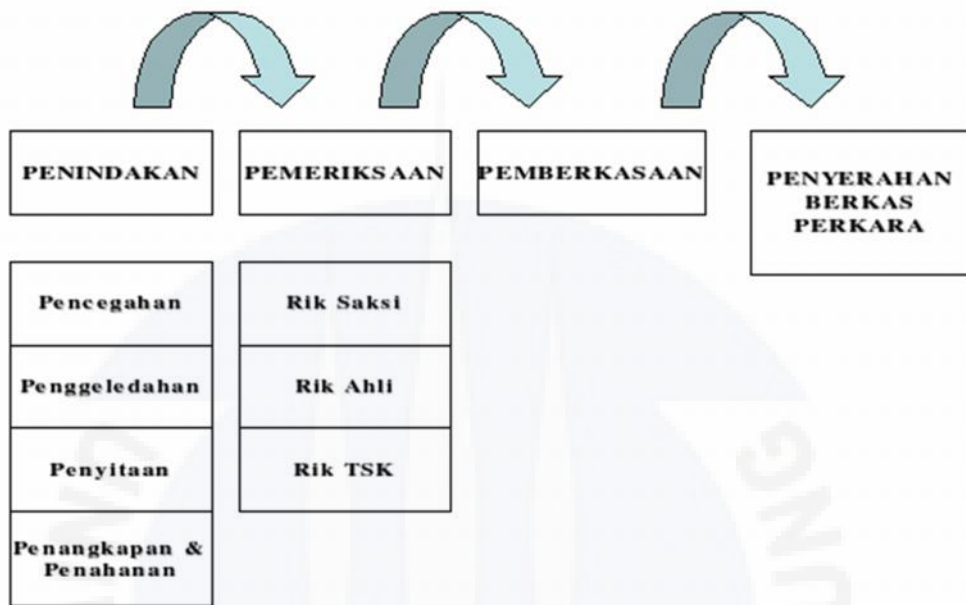 PENINDAKAN
PEMERIKSAAN
PEMBERKASAAN
PENYERAHAN
BERKAS
PERKARA
Pencegahan
Rik Saksi
Penggeledahan
Rik Ahli
Penyitaan
Rik TSK
Penangkapan &
Penahanan